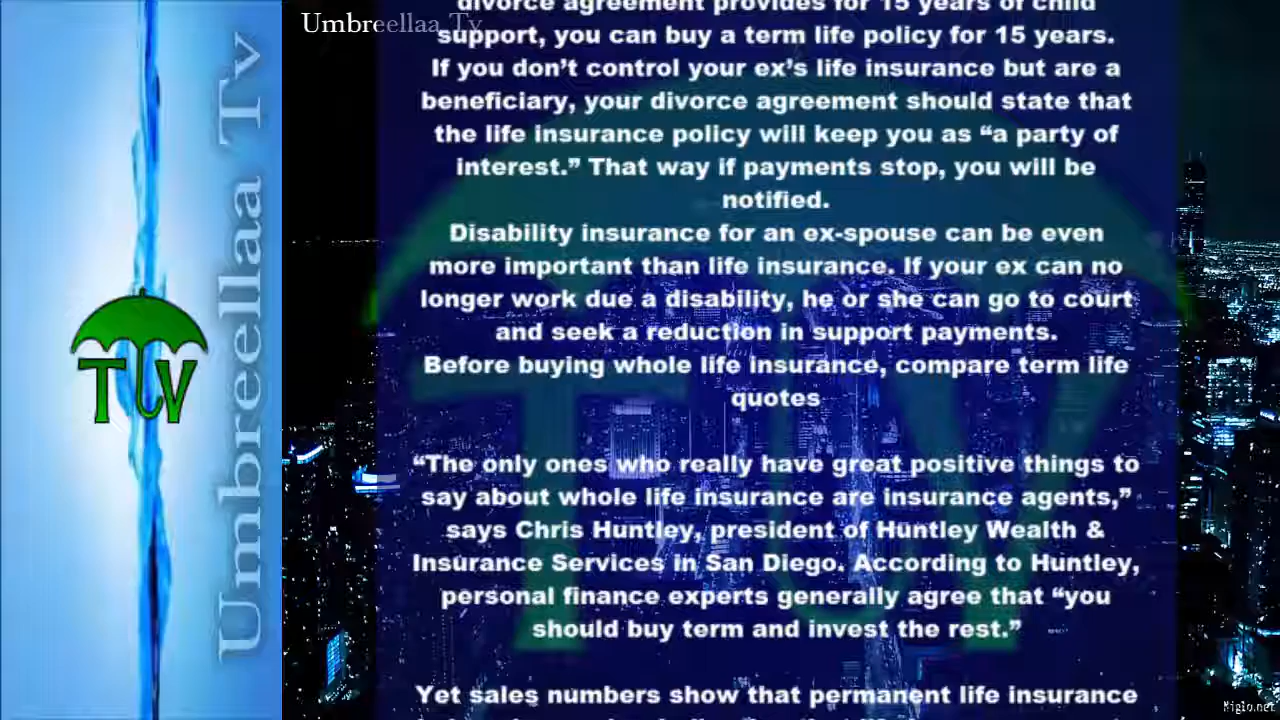 Umbreellaa Tv
divorce agreement provides for 15 years of child
support, you can buy a term life policy for 15 years.
If you don’t control your ex’s life insurance but are a
beneficiary, your divorce agreement should state that
the life insurance policy will keep you as “a party of
interest.” That way if payments stop, you will be
notified.
Disability insurance for an ex-spouse can be even
more important than life insurance. If your ex can no
longer work due a disability, he or she can go to court
and seek a reduction in support payments.
Before buying whole life insurance, compare term life
quotes
“The only ones who really have great positive things to
say about whole life insurance are insurance agents,”
says Chris Huntley, president of Huntley Wealth &
Insurance Services in San Diego. According to Huntley,
personal finance experts generally agree that “you
should buy term and invest the rest.”
Yet sales numbers show that permanent life insurance
Umbreellaa Tv
TV